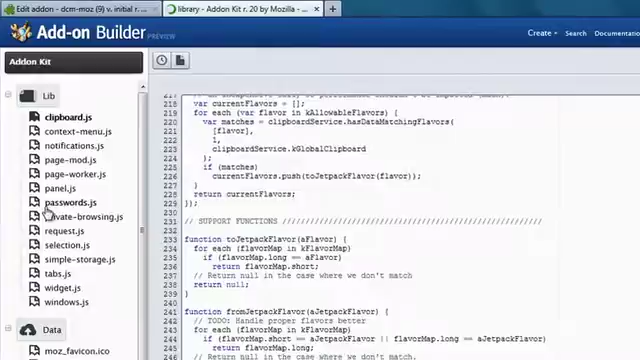 Edit addon - dcm-moz (9) v. initial r.
library - Addon Kit r. 20 by Mozilla - ...
Add-on Builder PREVIEW
Create
Search
Documentatio
Addon Kit
Lib
clipboard.js
context-menu.js
notifications.js
page-mod.js
page-worker.js
panel.js
passwords.js
private-browsing.js
request.js
selection.js
simple-storage.js
tabs.js
widget.js
windows.js
Data
moz_favicon.ico
217
218 var currentFlavors = [];
219 for each (var flavor in kAllowableFlavors) {
220 var matches = clipboardService.hasDataMatchingFlavors(
221 [flavor],
222 1,
223 clipboardService.kGlobalClipboard
224 );
225 if (matches)
226 currentFlavors.push(toJetpackFlavor(flavor));
227 }
228 return currentFlavors;
229 });
230
231 // SUPPORT FUNCTIONS ////////////////////////////////////////////////////////
232
233 function toJetpackFlavor(aFlavor) {
234 for each (flavorMap in kFlavorMap)
235 if (flavorMap.long == aFlavor)
236 return flavorMap.short;
237 // Return null in the case where we don't match
238 return null;
239 }
240
241 function fromJetpackFlavor(aJetpackFlavor) {
242 // TODO: Handle proper flavors better
243 for each (flavorMap in kFlavorMap)
244 if (flavorMap.short == aJetpackFlavor || flavorMap.long == aJetpackFlavor)
245 return flavorMap.long;
246 // Return null in the case where we don't match